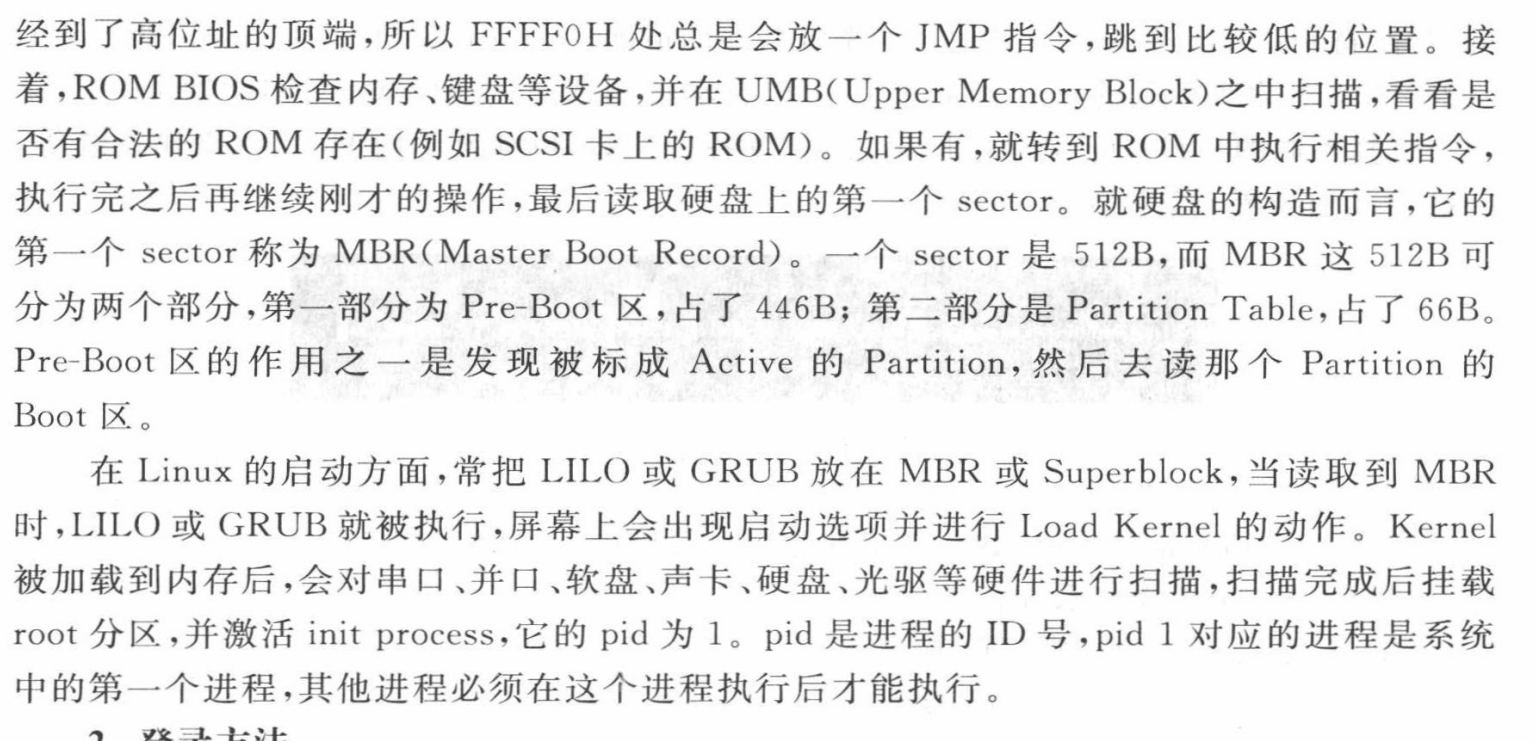 经到了高位址的顶端,所以 FFFF0H 处总是会放一个 JMP 指令,跳到比较低的位置。接
着,ROM BIOS 检查内存、键盘等设备,并在 UMB(Upper Memory Block)之中扫描,看看是
否有合法的 ROM 存在(例如 SCSI 卡上的 ROM)。如果有,就转到 ROM 中执行相关指令,
执行完之后再继续刚才的操作,最后读取硬盘上的第一个 sector。就硬盘的构造而言,它的
第一个 sector 称为 MBR(Master Boot Record)。一个 sector 是 512B,而 MBR 这 512B 可
分为两个部分,第一部分为 Pre-Boot 区,占了 446B;第二部分是 Partition Table,占了 66B。
Pre-Boot 区的作用之一是发现被标成 Active 的 Partition,然后去读那个 Partition 的
Boot 区。
在 Linux 的启动方面,常把 LILO 或 GRUB 放在 MBR 或 Superblock,当读取到 MBR
时,LILO 或 GRUB 就被执行,屏幕上会出现启动选项并进行 Load Kernel 的动作。Kernel
被加载到内存后,会对串口、并口、软盘、声卡、硬盘、光驱等硬件进行扫描,扫描完成后挂载
root 分区,并激活 init process,它的 pid 为 1。pid 是进程的 ID 号,pid 1 对应的进程是系统
中的第一个进程,其他进程必须在这个进程执行后才能执行。